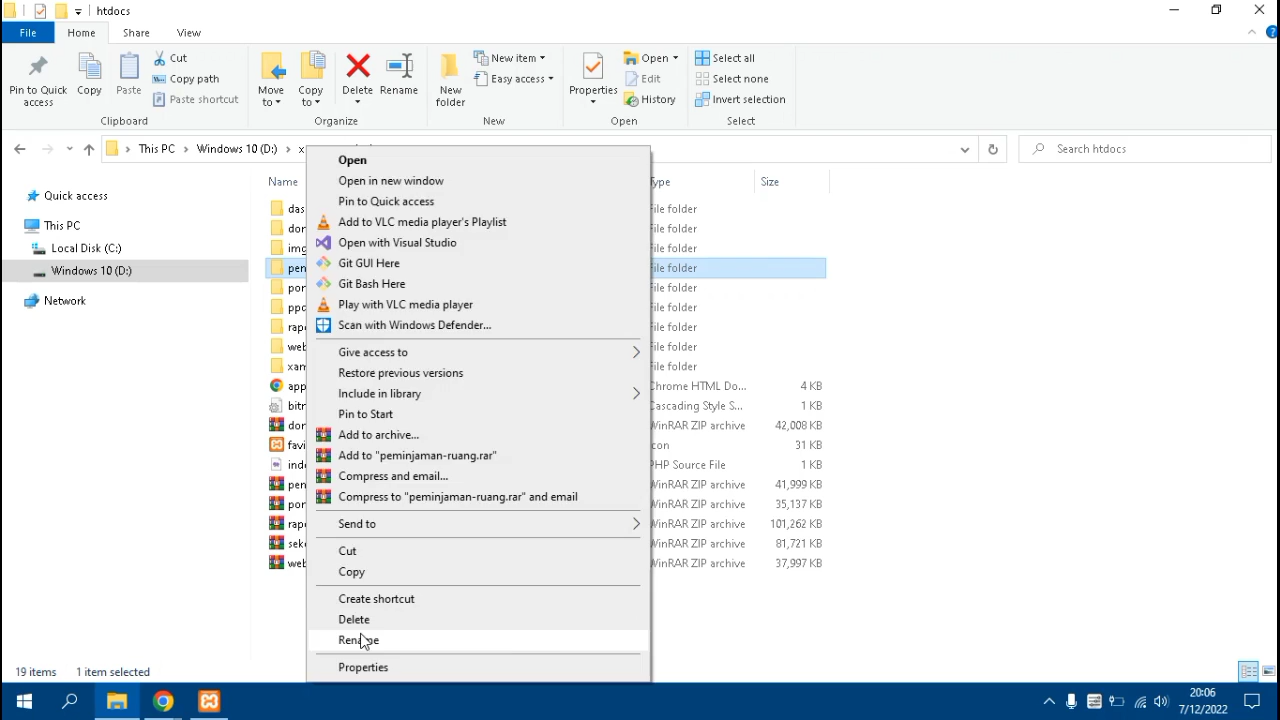 htdocs
File Home Share View
Pin to Quick access
Copy
Paste
Cut
Copy path
Paste shortcut
Move to
Copy to
Delete
Rename
New folder
New item
Easy access
Properties
Open
Edit
History
Select all
Select none
Invert selection
Clipboard Organize New Open Select
This PC > Windows 10 (D:) >
Search htdocs
Name Type Size
Quick access
This PC
Local Disk (C:)
Windows 10 (D:)
Network
File folder
File folder
File folder
File folder
File folder
File folder
File folder
File folder
File folder
Chrome HTML Do... 4 KB
Cascading Style S... 1 KB
WinRAR ZIP archive 42,008 KB
31 KB
PHP Source File 1 KB
WinRAR ZIP archive 41,999 KB
WinRAR ZIP archive 35,137 KB
WinRAR ZIP archive 101,262 KB
WinRAR ZIP archive 81,721 KB
WinRAR ZIP archive 37,997 KB
Open
Open in new window
Pin to Quick access
Add to VLC media player's Playlist
Open with Visual Studio
Git GUI Here
Git Bash Here
Play with VLC media player
Scan with Windows Defender...
Give access to
Restore previous versions
Include in library
Pin to Start
Add to archive...
Add to "peminjaman-ruang.rar"
Compress and email...
Compress to "peminjaman-ruang.rar" and email
Send to
Cut
Copy
Create shortcut
Delete
Rename
Properties
19 items 1 item selected
20:06
7/12/2022